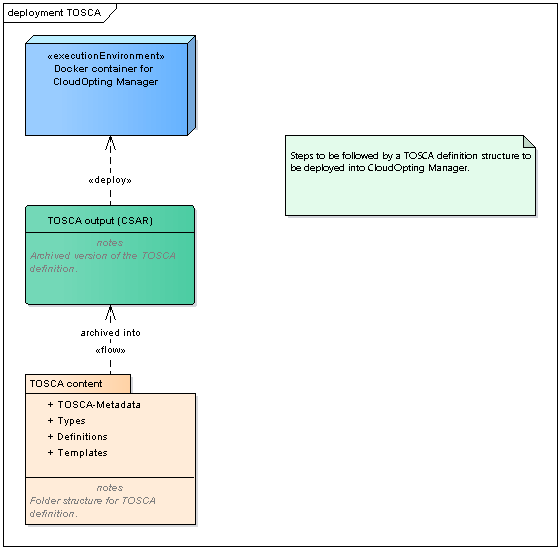 deployment TOSCA
«executionEnvironment»
Docker container for
CloudOpting Manager
Steps to be followed by a TOSCA definition structure to
be deployed into CloudOpting Manager.
«deploy»
TOSCA output (CSAR)
notes
Archived version of the TOSCA
definition.
archived into
«flow»
TOSCA content
+ TOSCA-Metadata
+ Types
+ Definitions
+ Templates
notes
Folder structure for TOSCA
definition.